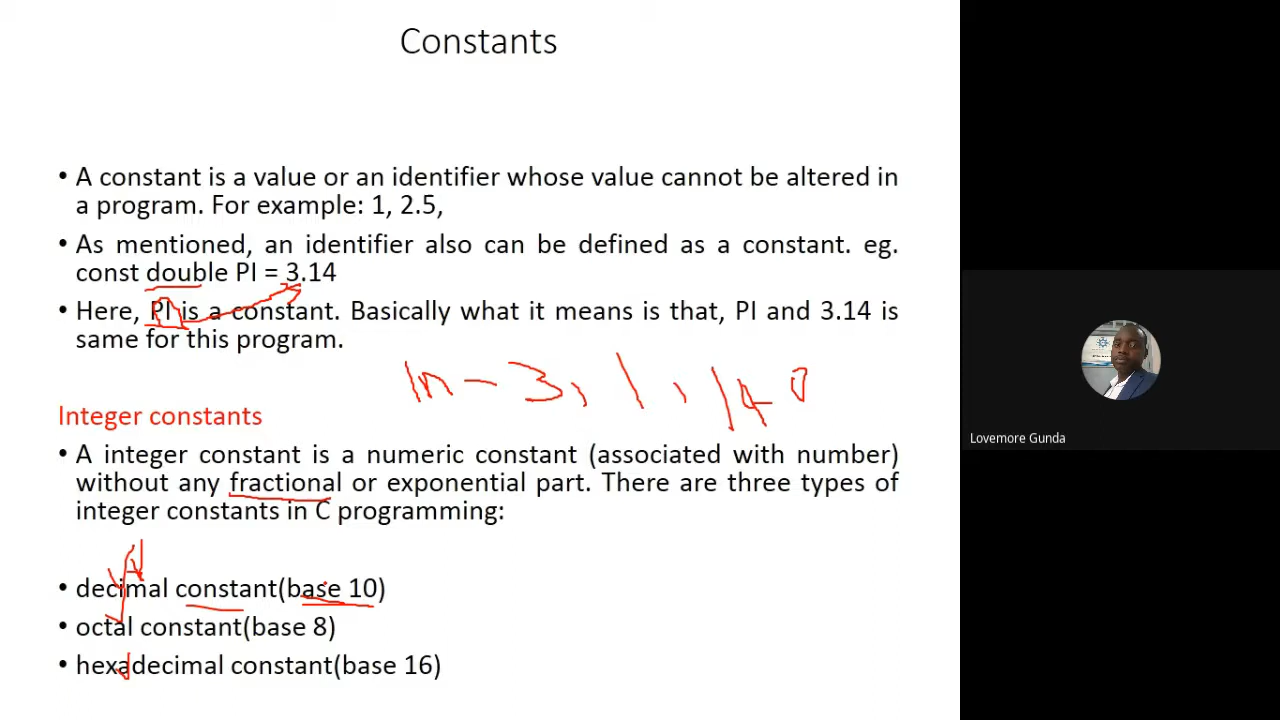 Constants
• A constant is a value or an identifier whose value cannot be altered in
a program. For example: 1, 2.5,
• As mentioned, an identifier also can be defined as a constant. eg.
const double PI = 3.14
• Here, PI is a constant. Basically what it means is that, PI and 3.14 is
same for this program.
3, 1, 14
Integer constants
• A integer constant is a numeric constant (associated with number)
without any fractional or exponential part. There are three types of
integer constants in C programming:
• decimal constant(base 10)
• octal constant(base 8)
• hexadecimal constant(base 16)
Lovemore Gunda